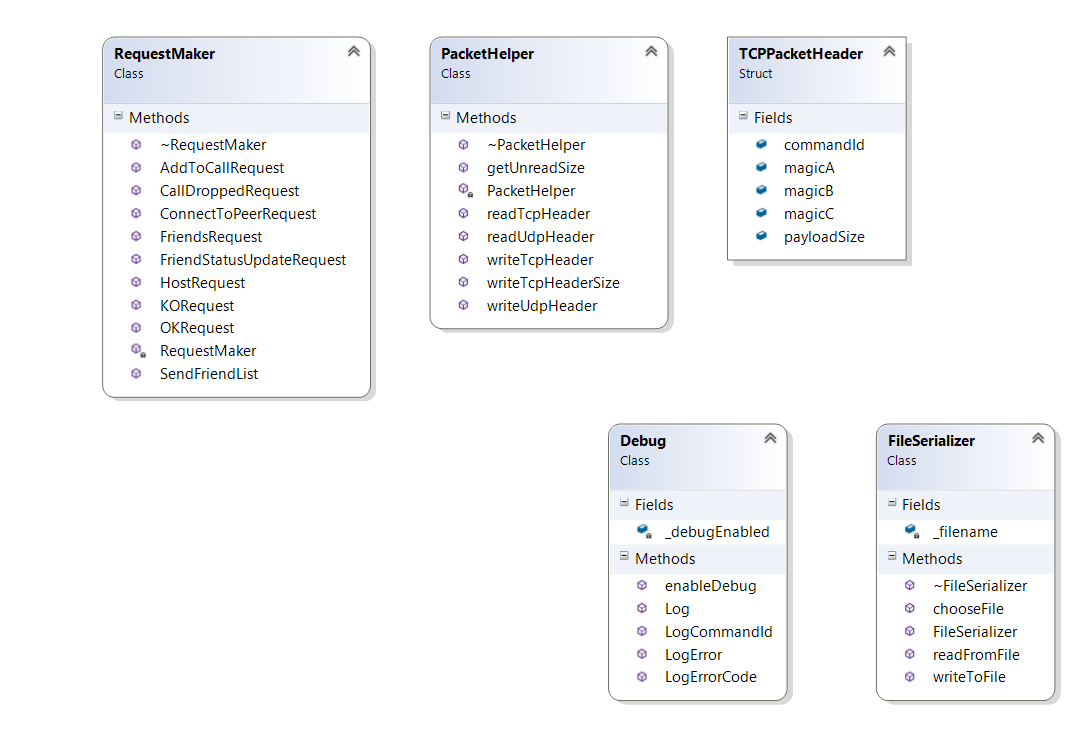 RequestMaker
Class
Methods
~RequestMaker
AddToCallRequest
CallDroppedRequest
ConnectToPeerRequest
FriendsRequest
FriendStatusUpdateRequest
HostRequest
KORequest
OKRequest
RequestMaker
SendFriendList
PacketHelper
Class
Methods
~PacketHelper
getUnreadSize
PacketHelper
readTcpHeader
readUdpHeader
writeTcpHeader
writeTcpHeaderSize
writeUdpHeader
TCPPacketHeader
Struct
Fields
commandId
magicA
magicB
magicC
payloadSize
Debug
Class
Fields
_debugEnabled
Methods
enableDebug
Log
LogCommandId
LogError
LogErrorCode
FileSerializer
Class
Fields
_filename
Methods
~FileSerializer
chooseFile
FileSerializer
readFromFile
writeToFile